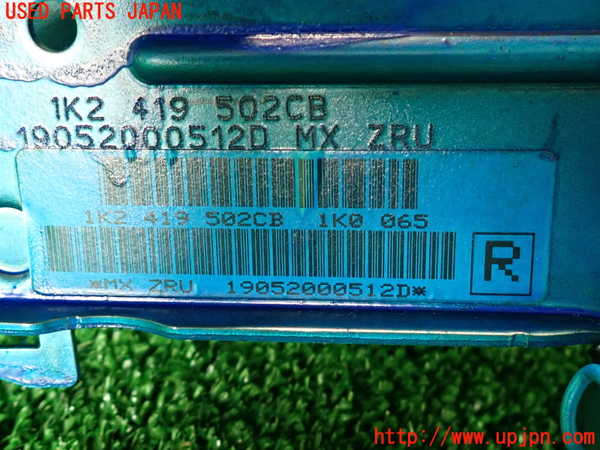 USED PARTS JAPAN
1K2 419 502CB
19052000512D MX ZRU
1K2 419 502CB 1K0 065
R
*MX ZRU 19052000512D*
http://www.upjpn.com/